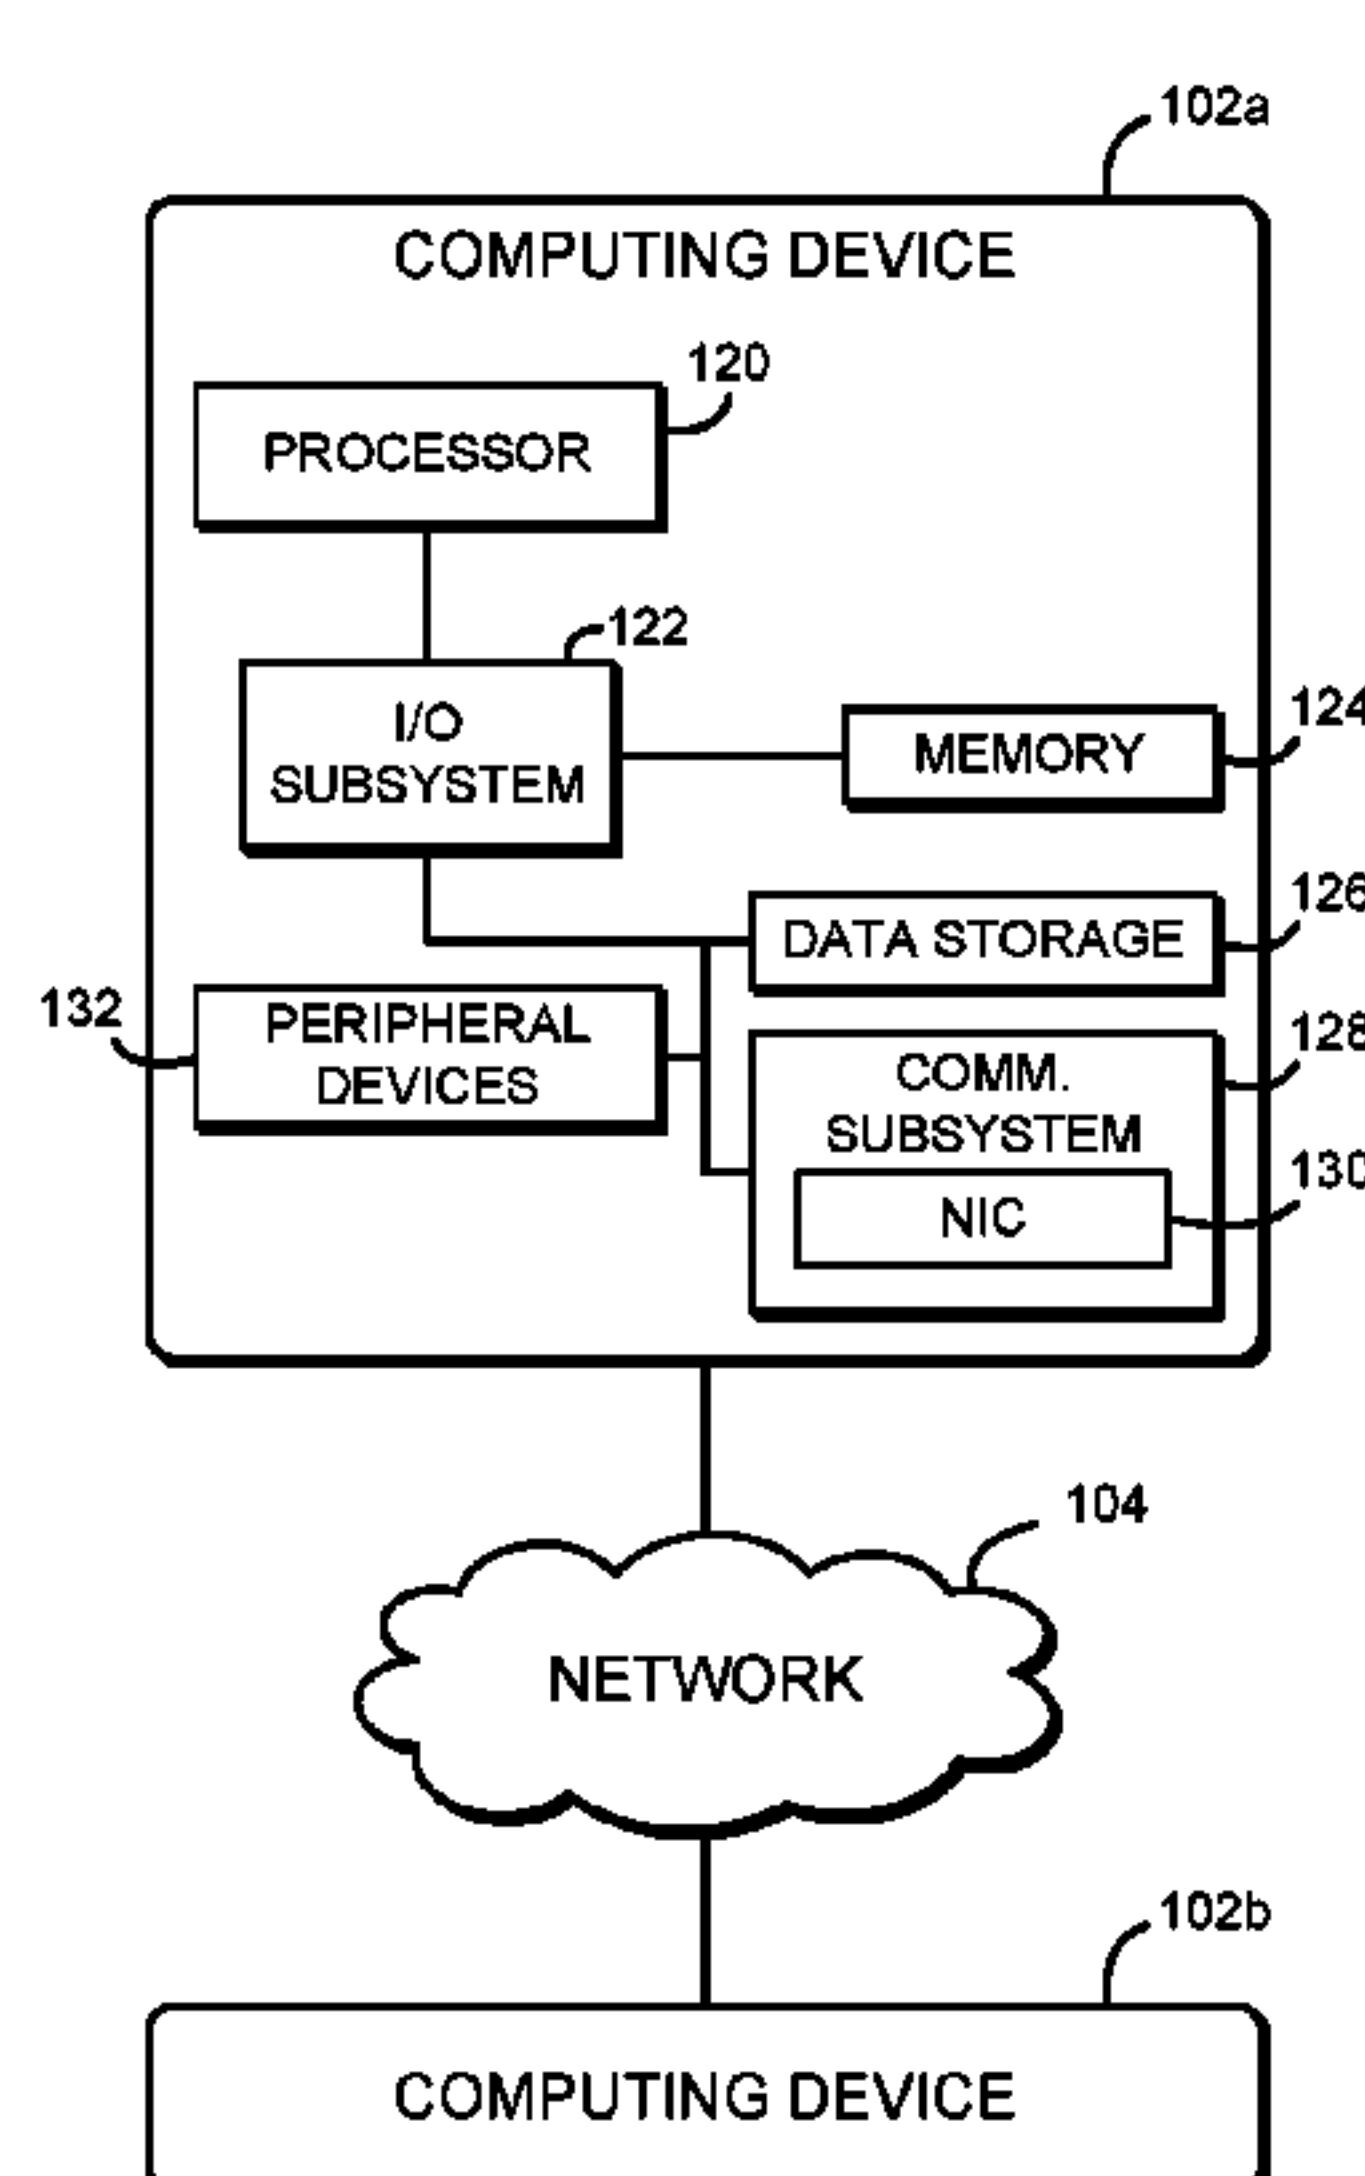 102a
COMPUTING DEVICE
120
PROCESSOR
122
I/O
SUBSYSTEM
124
MEMORY
126
DATA STORAGE
132
PERIPHERAL
DEVICES
128
COMM.
SUBSYSTEM
130
NIC
104
NETWORK
102b
COMPUTING DEVICE